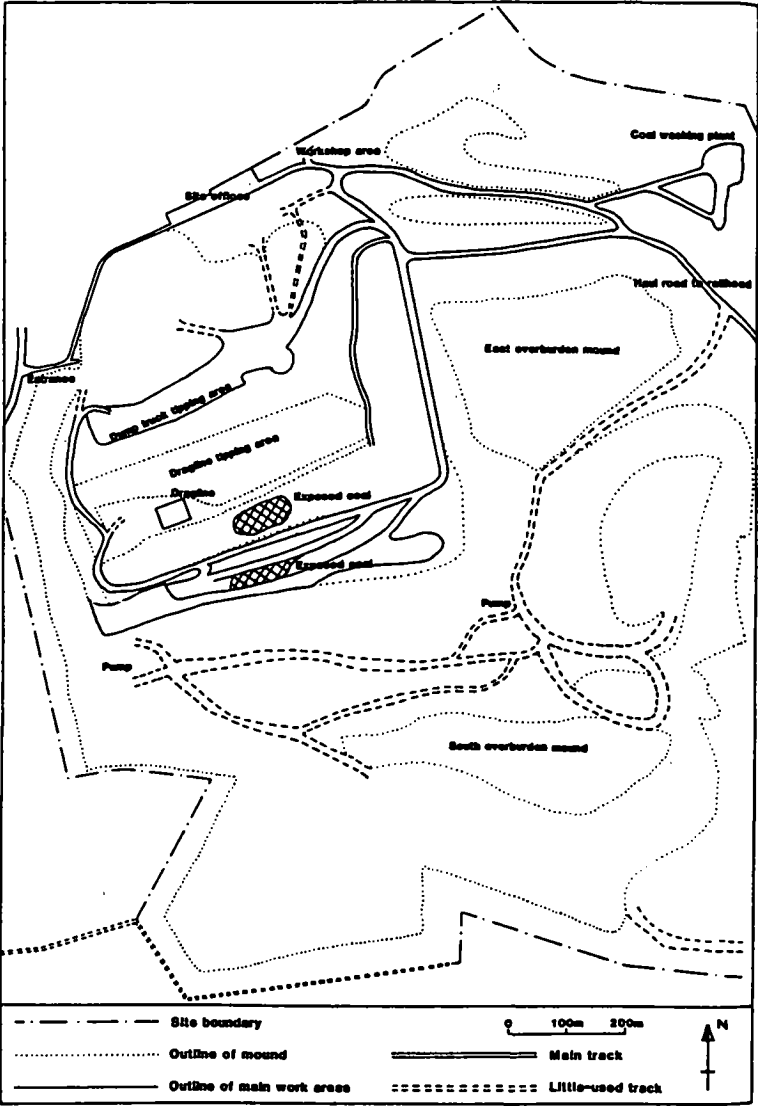 Coal washing plant
Workshop area
Site offices
Haul road to railhead
East overburden mound
Entrance
Dump truck tipping area
Dragline tipping area
Dragline
Exposed coal
Exposed coal
Pump
Pump
South overburden mound
Site boundary
0 100m 200m
N
Outline of mound
Main track
Outline of main work areas
Little-used track